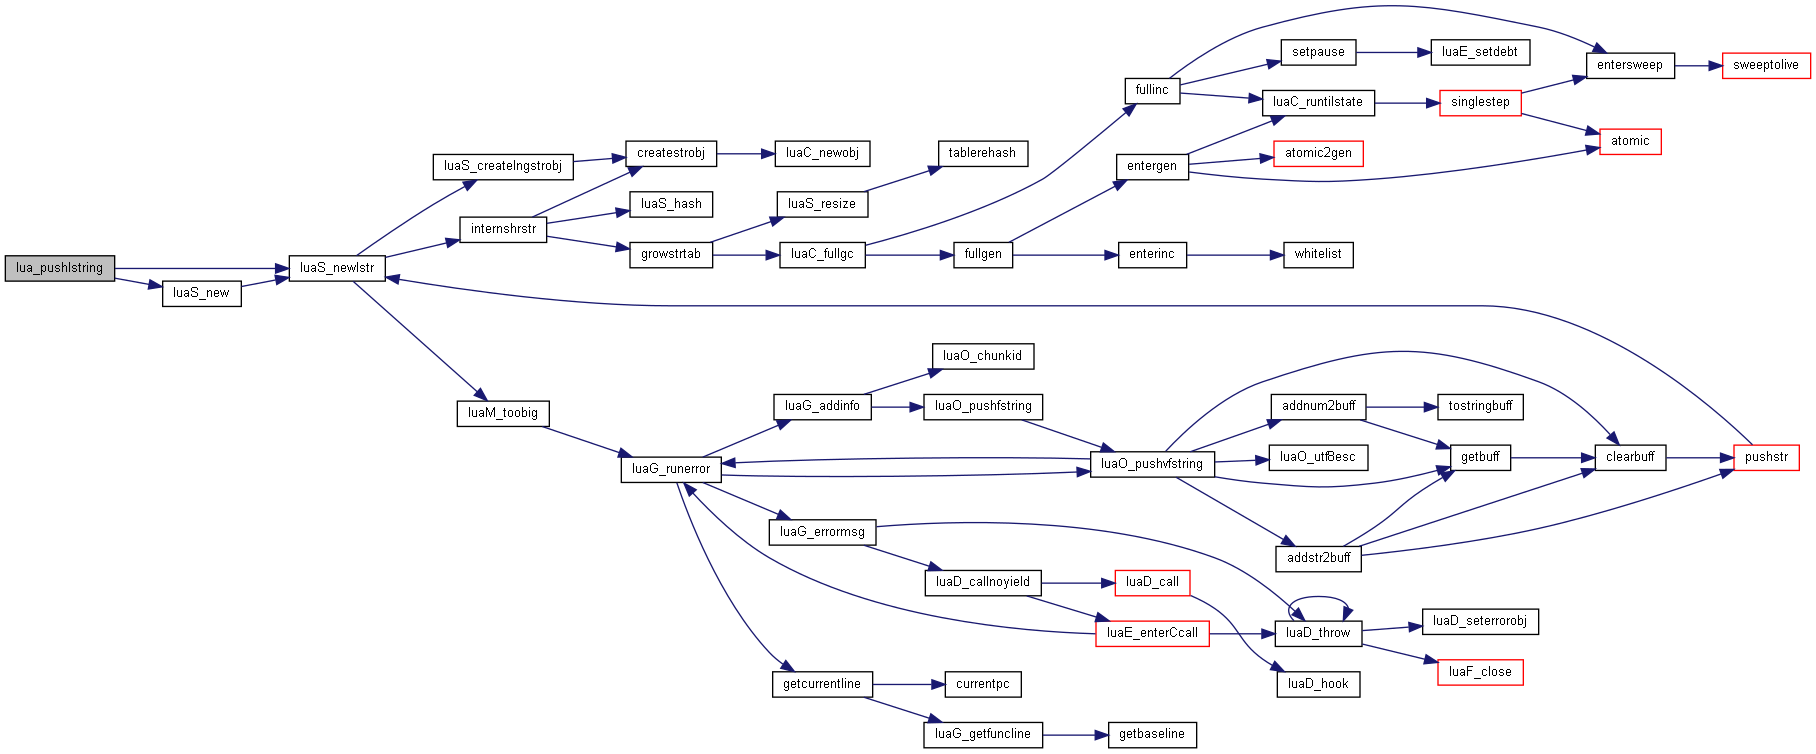 lua_pushlstring
luaS_new
luaS_newlstr
luaS_createlngstrobj
internshrstr
createstrobj
luaC_newobj
luaS_hash
growstrtab
luaS_resize
tablerehash
luaC_fullgc
fullinc
setpause
luaE_setdebt
luaC_runtilstate
singlestep
entersweep
sweeptolive
atomic
atomic2gen
entergen
fullgen
enterinc
whitelist
luaM_toobig
luaG_runerror
luaG_addinfo
luaO_chunkid
luaO_pushfstring
luaO_pushvfstring
addnum2buff
tostringbuff
luaO_utf8esc
getbuff
clearbuff
pushstr
addstr2buff
luaG_errormsg
luaD_callnoyield
luaD_call
luaE_enterCcall
luaD_throw
luaD_seterrorobj
luaF_close
luaD_hook
getcurrentline
currentpc
luaG_getfuncline
getbaseline